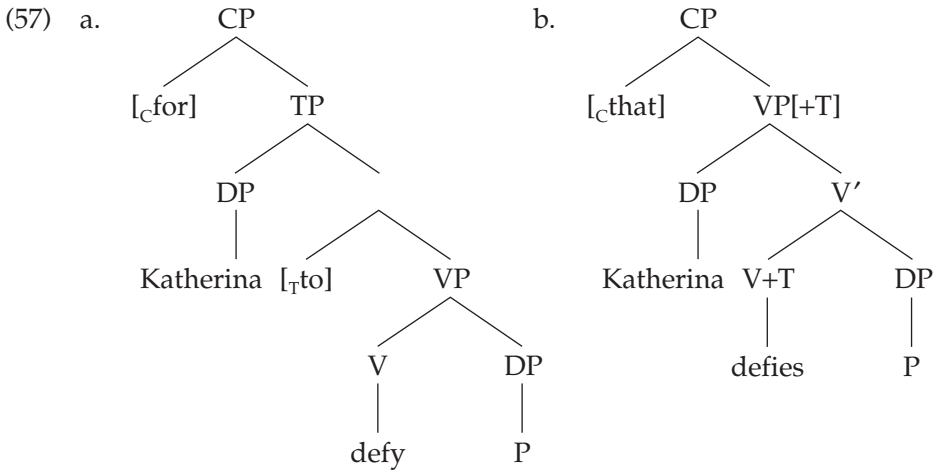 (57) a. CP b. CP
[Cfor] TP [Cthat] VP[+T]
DP DP V′
Katherina [Tto] VP Katherina V+T DP
V DP defies P
defy P